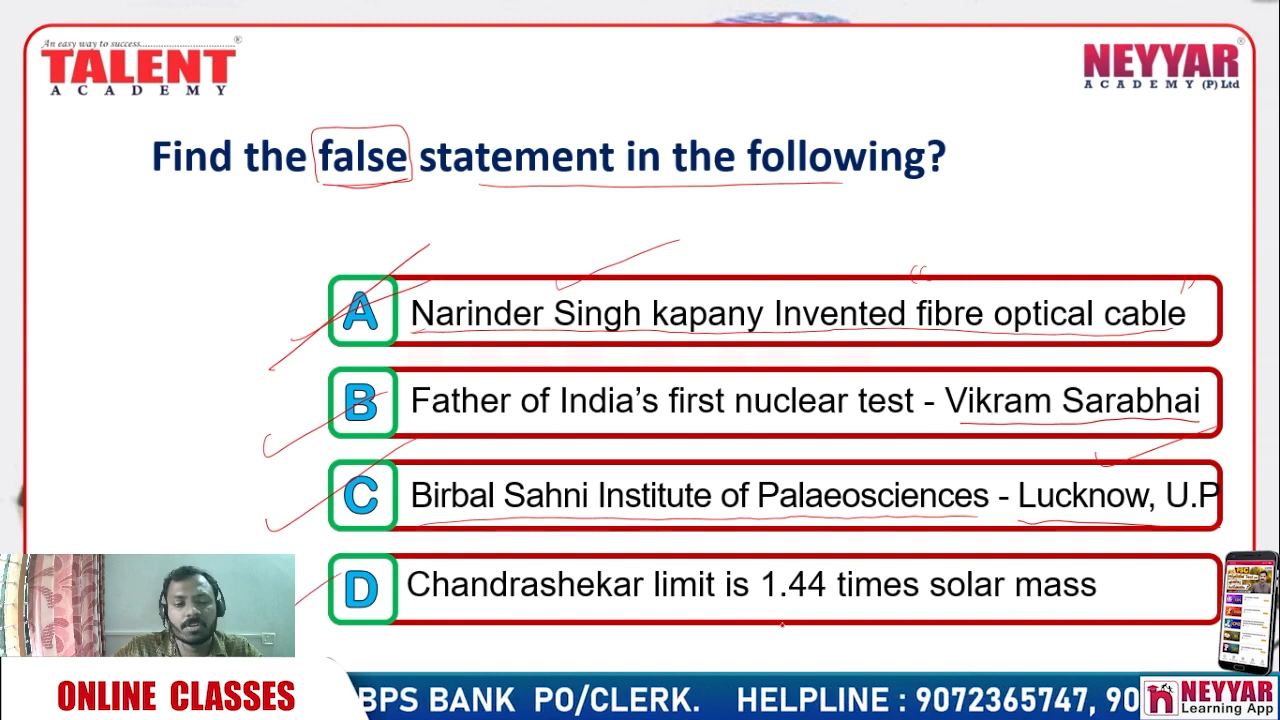 An easy way to success
TALENT
ACADEMY
NEYYAR
ACADEMY (P) Ltd
Find the false statement in the following?
A Narinder Singh kapany Invented fibre optical cable
B Father of India's first nuclear test - Vikram Sarabhai
C Birbal Sahni Institute of Palaeosciences - Lucknow, U.P
D Chandrashekar limit is 1.44 times solar mass
ONLINE CLASSES
BPS BANK PO/CLERK. HELPLINE : 9072365747, 90
NEYYAR
Learning App